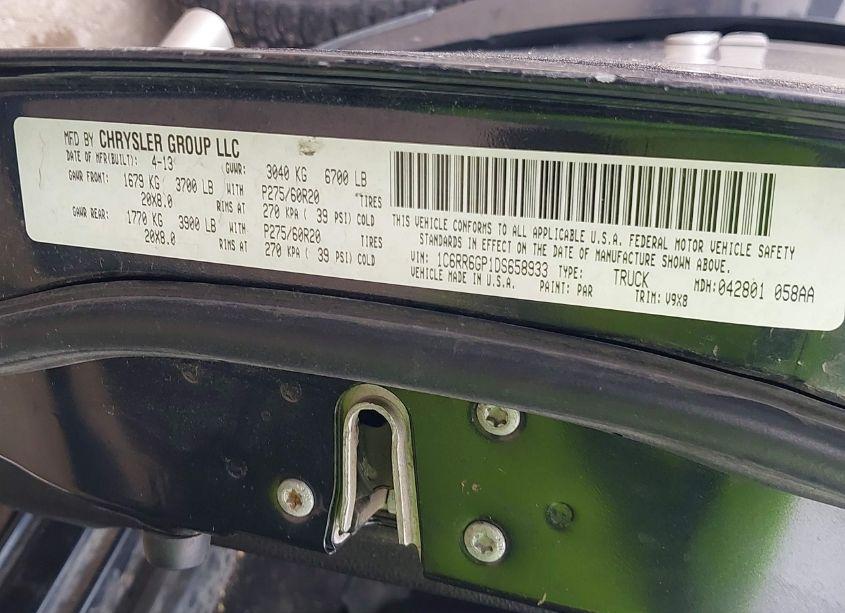 MFD BY CHRYSLER GROUP LLC
DATE OF MFR(BUILT): 4-13 GVWR: 3040 KG 6700 LB
GAWR FRONT: 1679 KG 3700 LB WITH P275/60R20 TIRES
20X8.0 RIMS AT 270 KPA ( 39 PSI) COLD
GAWR REAR: 1770 KG 3900 LB WITH P275/60R20 TIRES
20X8.0 RIMS AT 270 KPA ( 39 PSI) COLD
THIS VEHICLE CONFORMS TO ALL APPLICABLE U.S.A. FEDERAL MOTOR VEHICLE SAFETY
STANDARDS IN EFFECT ON THE DATE OF MANUFACTURE SHOWN ABOVE.
VIN: 1C6RR6GP1DS658933 TYPE: TRUCK MDH:042801 058AA
VEHICLE MADE IN U.S.A. PAINT: PAR TRIM: V9X8